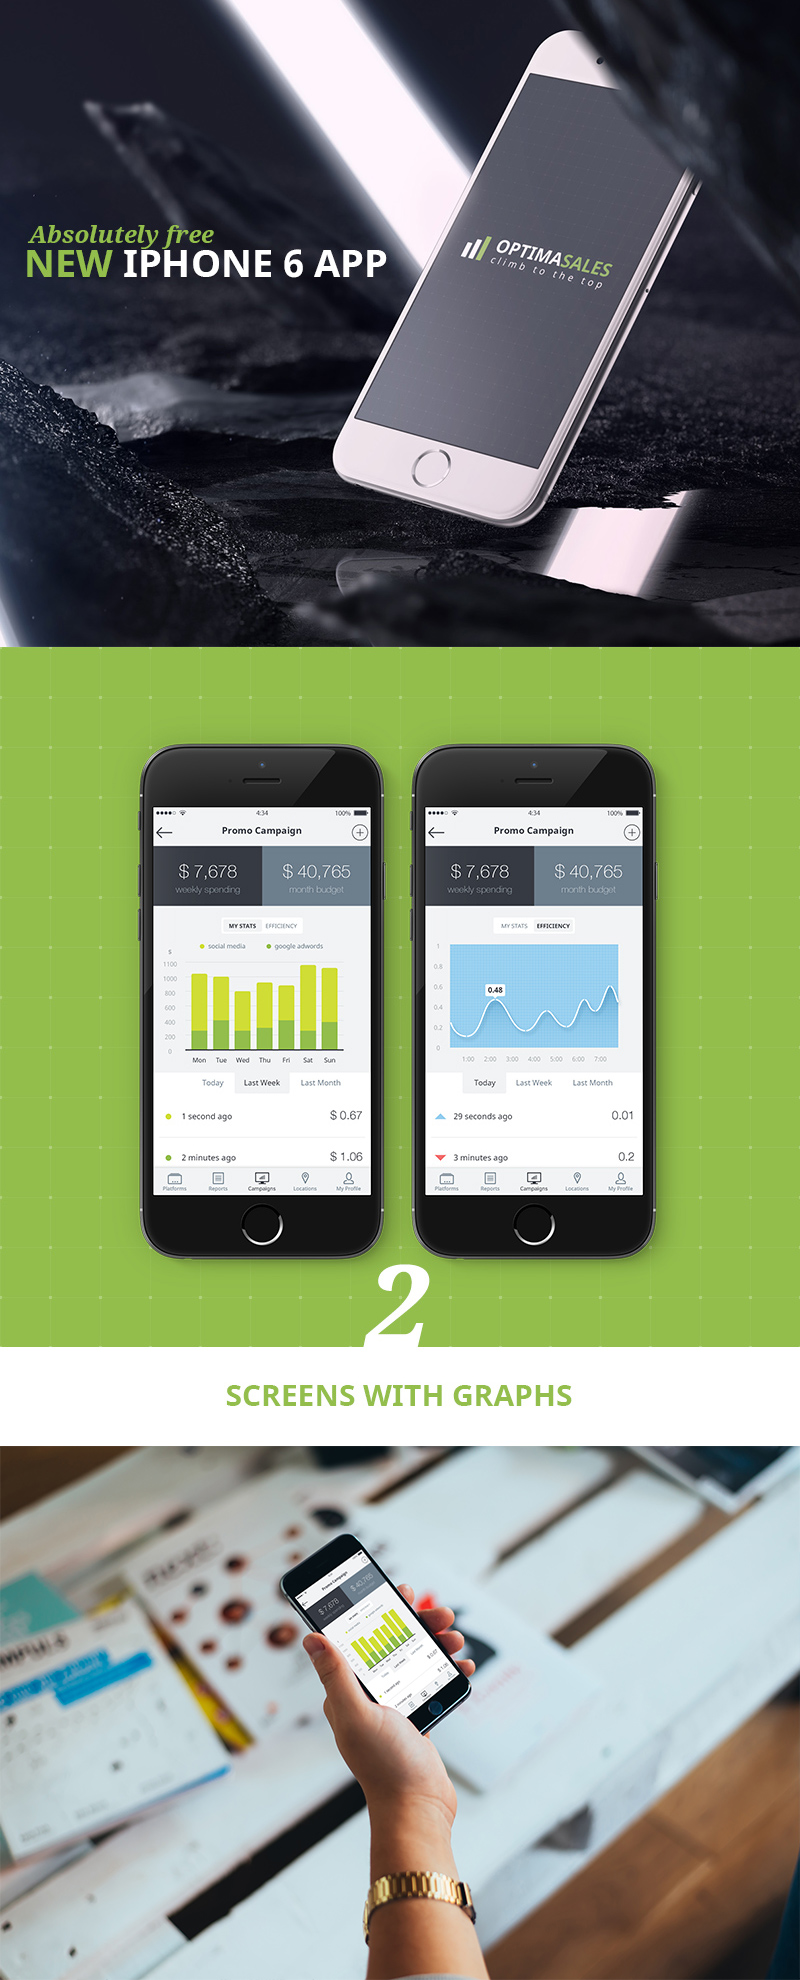 Absolutely free
NEW IPHONE 6 APP
OPTIMASALES
climb to the top
4:34
100%
Promo Campaign
$ 7,678
weekly spending
$ 40,765
month budget
MY STATS
EFFICIENCY
social media
google adwords
$
1100
1000
800
600
400
200
0
Mon Tue Wed Thu Fri Sat Sun
Today
Last Week
Last Month
1 second ago
$ 0.67
2 minutes ago
$ 1.06
Platforms
Reports
Campaigns
Locations
My Profile
4:34
100%
Promo Campaign
$ 7,678
weekly spending
$ 40,765
month budget
MY STATS
EFFICIENCY
1
0.8
0.6
0.4
0.2
0
0.48
1:00 2:00 3:00 4:00 5:00 6:00 7:00
Today
Last Week
Last Month
29 seconds ago
0.01
3 minutes ago
0.2
Platforms
Reports
Campaigns
Locations
My Profile
2
SCREENS WITH GRAPHS
Promo Campaign
$ 7,678
$ 40,765